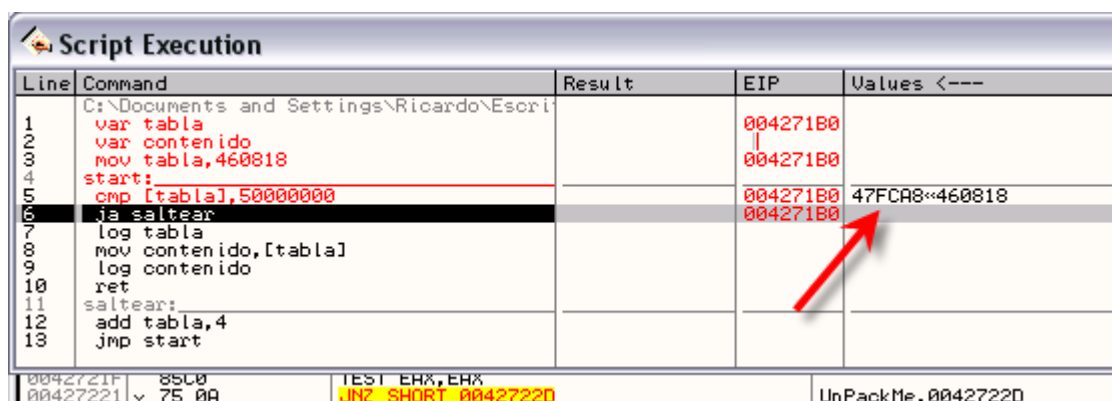 Script Execution
Line Command Result EIP Values <---
C:\Documents and Settings\Ricardo\Escri
1 var tabla 004271B0
2 var contenido |
3 mov tabla,460818 004271B0
4 start:
5 cmp [tabla],50000000 004271B0 47FCA8«460818
6 ja saltear 004271B0
7 log tabla
8 mov contenido,[tabla]
9 log contenido
10 ret
11 saltear:
12 add tabla,4
13 jmp start
0042721F 85C0 TEST EAX,EAX
00427221 75 0A JNZ SHORT 0042722D UnPackMe.0042722D